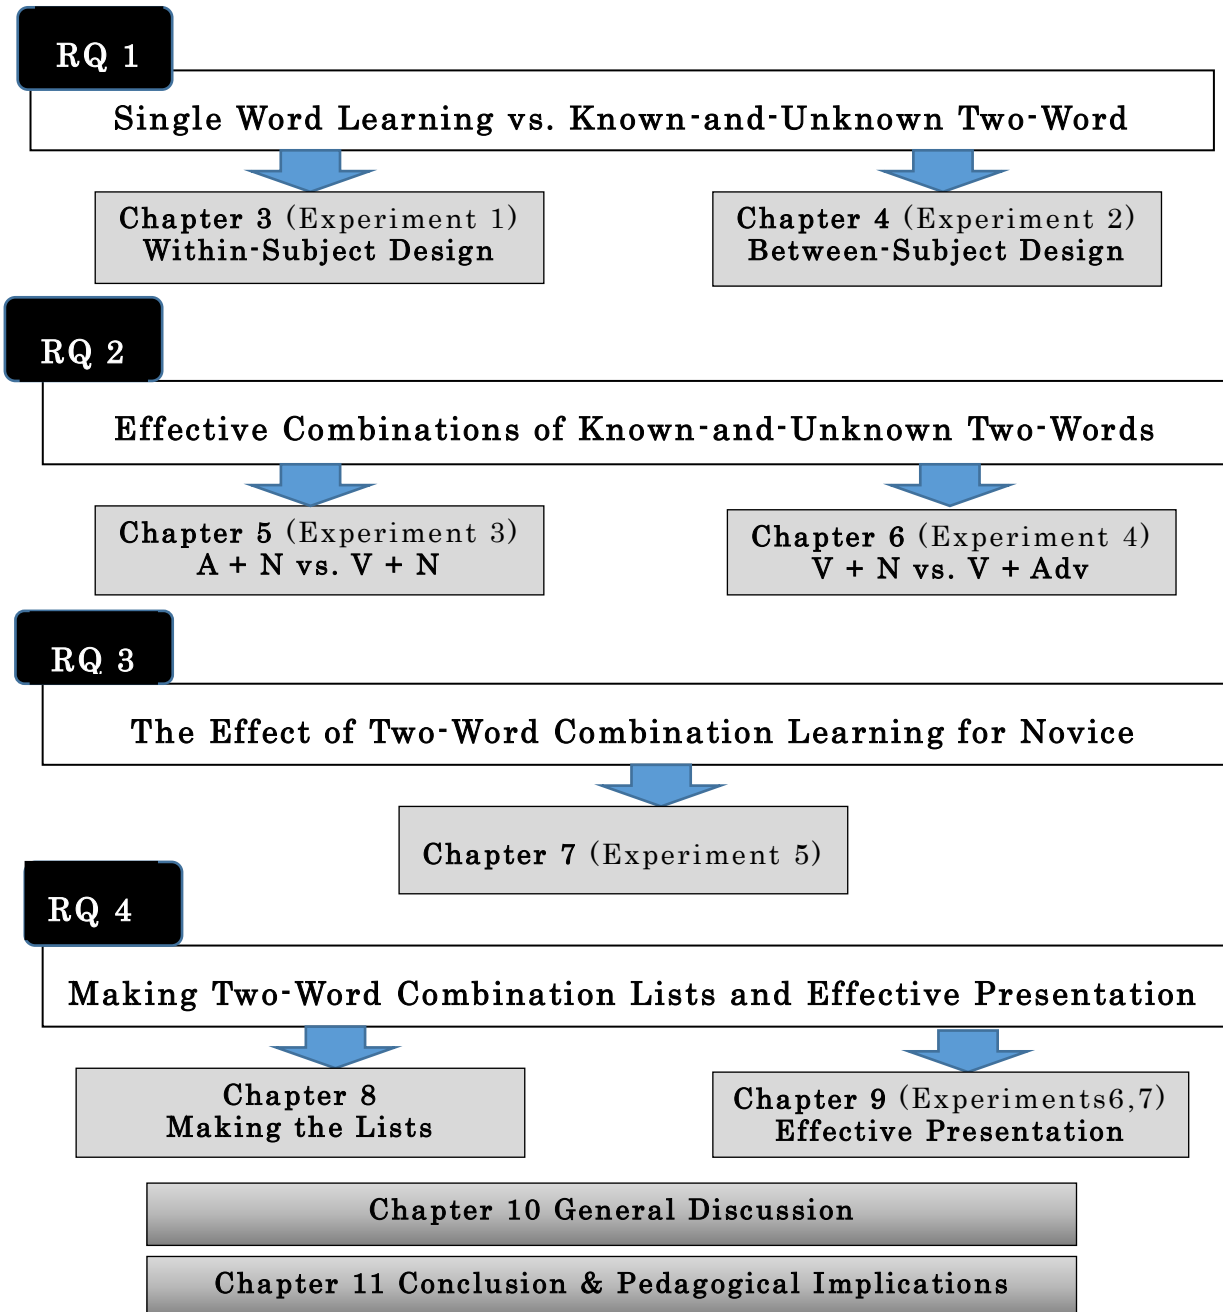 RQ 1
Single Word Learning vs. Known-and-Unknown Two-Word
Chapter 3 (Experiment 1)
Within-Subject Design
Chapter 4 (Experiment 2)
Between-Subject Design
RQ 2
Effective Combinations of Known-and-Unknown Two-Words
Chapter 5 (Experiment 3)
A + N vs. V + N
Chapter 6 (Experiment 4)
V + N vs. V + Adv
RQ 3
The Effect of Two-Word Combination Learning for Novice
Chapter 7 (Experiment 5)
RQ 4
Making Two-Word Combination Lists and Effective Presentation
Chapter 8
Making the Lists
Chapter 9 (Experiments6,7)
Effective Presentation
Chapter 10 General Discussion
Chapter 11 Conclusion & Pedagogical Implications